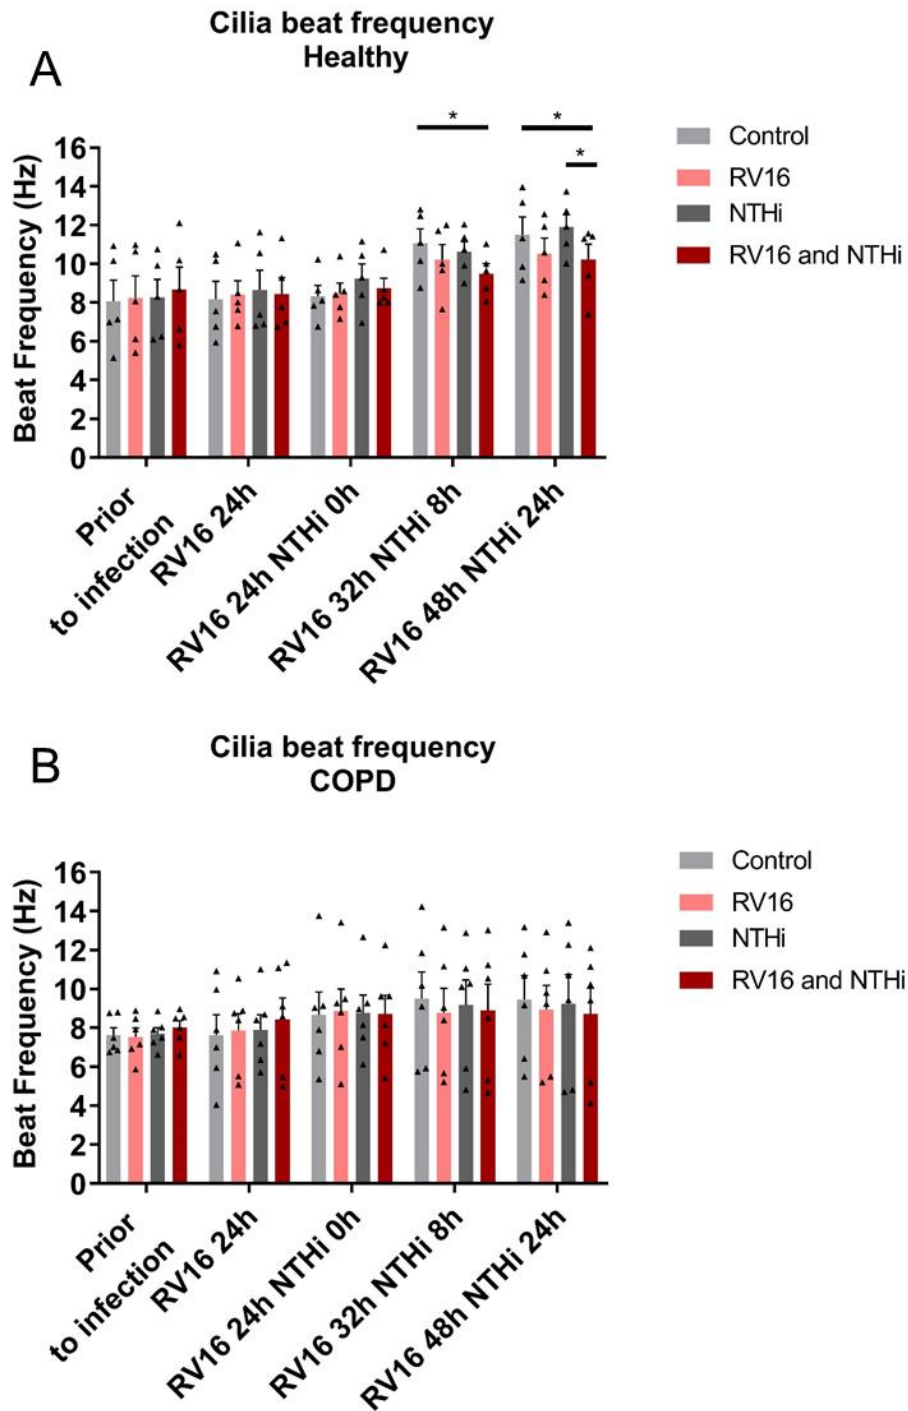 Cilia beat frequency
Healthy
A
*
*
*
Beat Frequency (Hz)
16
14
12
10
8
6
4
2
0
Prior
to infection
RV16 24h
RV16 24h NTHi 0h
RV16 32h NTHi 8h
RV16 48h NTHi 24h
Control
RV16
NTHi
RV16 and NTHi
Cilia beat frequency
COPD
B
Beat Frequency (Hz)
16
14
12
10
8
6
4
2
0
Prior
to infection
RV16 24h
RV16 24h NTHi 0h
RV16 32h NTHi 8h
RV16 48h NTHi 24h
Control
RV16
NTHi
RV16 and NTHi